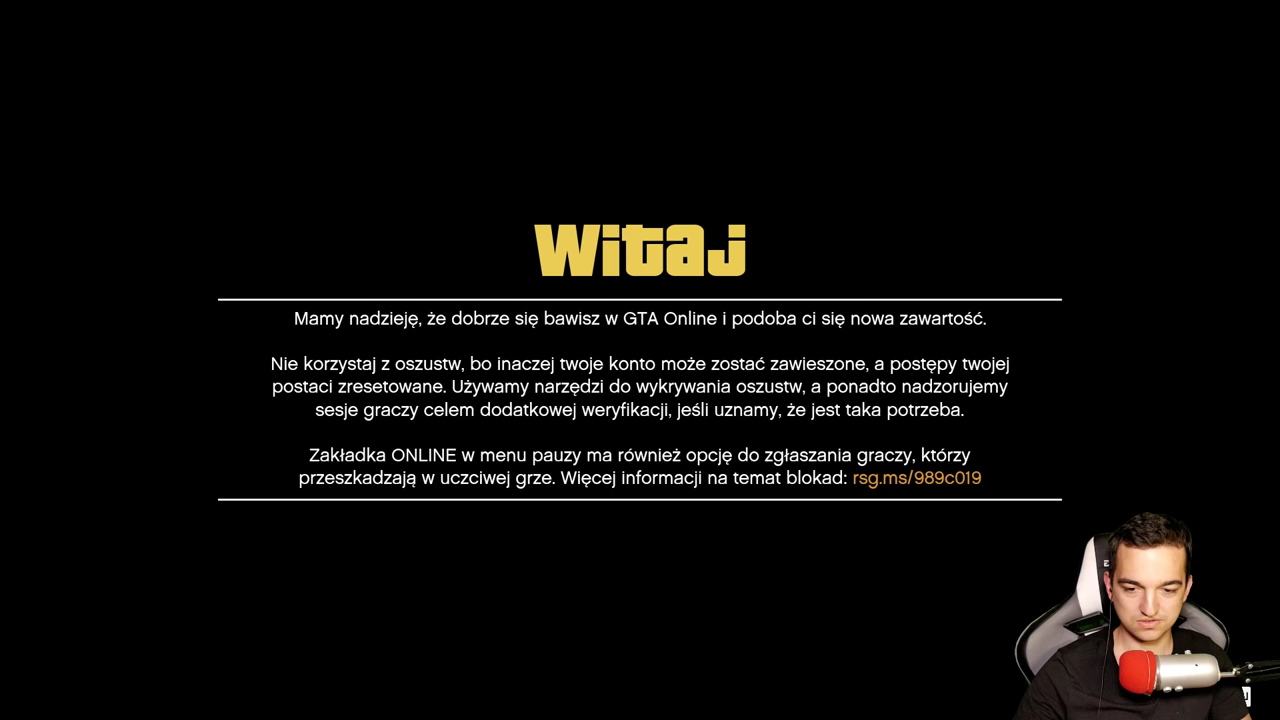 Witaj
Mamy nadzieję, że dobrze się bawisz w GTA Online i podoba ci się nowa zawartość.
Nie korzystaj z oszustw, bo inaczej twoje konto może zostać zawieszone, a postępy twojej
postaci zresetowane. Używamy narzędzi do wykrywania oszustw, a ponadto nadzorujemy
sesje graczy celem dodatkowej weryfikacji, jeśli uznamy, że jest taka potrzeba.
Zakładka ONLINE w menu pauzy ma również opcję do zgłaszania graczy, którzy
przeszkadzają w uczciwej grze. Więcej informacji na temat blokad: rsg.ms/989c019